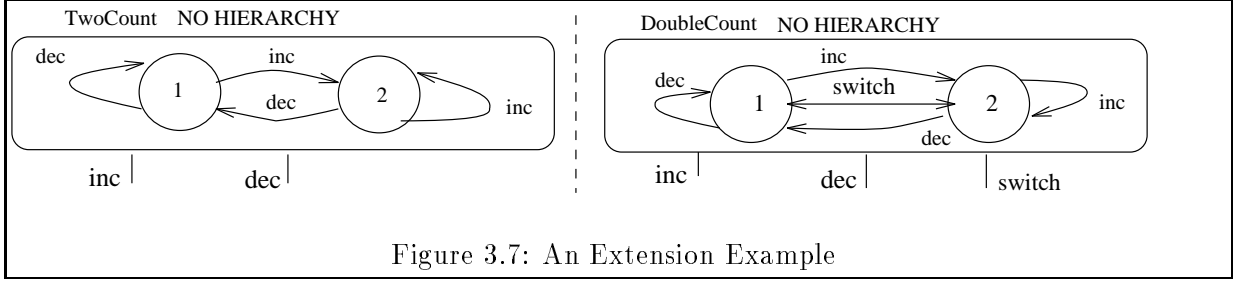 TwoCount NO HIERARCHY
dec
inc
1
dec
2
inc
inc
dec
DoubleCount NO HIERARCHY
inc
dec
switch
1
2
inc
dec
inc
dec
switch
Figure 3.7: An Extension Example